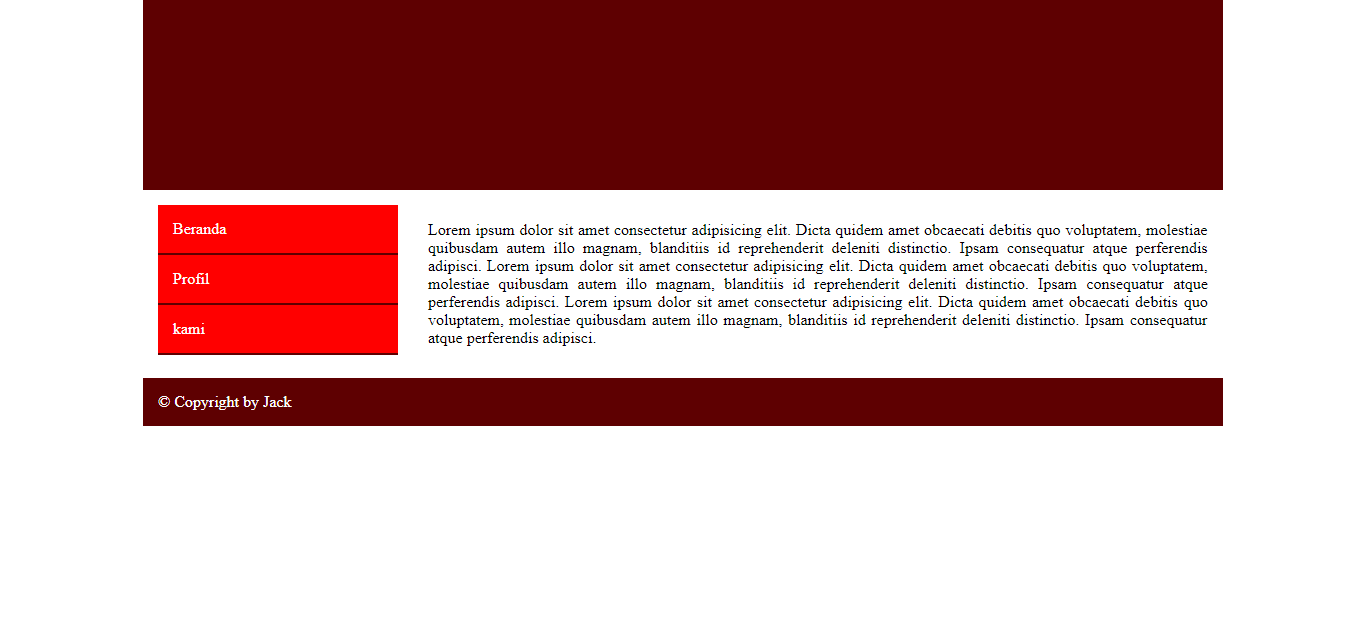 Beranda
Profil
kami
Lorem ipsum dolor sit amet consectetur adipisicing elit. Dicta quidem amet obcaecati debitis quo voluptatem, molestiae
quibusdam autem illo magnam, blanditiis id reprehenderit deleniti distinctio. Ipsam consequatur atque perferendis
adipisci. Lorem ipsum dolor sit amet consectetur adipisicing elit. Dicta quidem amet obcaecati debitis quo voluptatem,
molestiae quibusdam autem illo magnam, blanditiis id reprehenderit deleniti distinctio. Ipsam consequatur atque
perferendis adipisci. Lorem ipsum dolor sit amet consectetur adipisicing elit. Dicta quidem amet obcaecati debitis quo
voluptatem, molestiae quibusdam autem illo magnam, blanditiis id reprehenderit deleniti distinctio. Ipsam consequatur
atque perferendis adipisci.
© Copyright by Jack